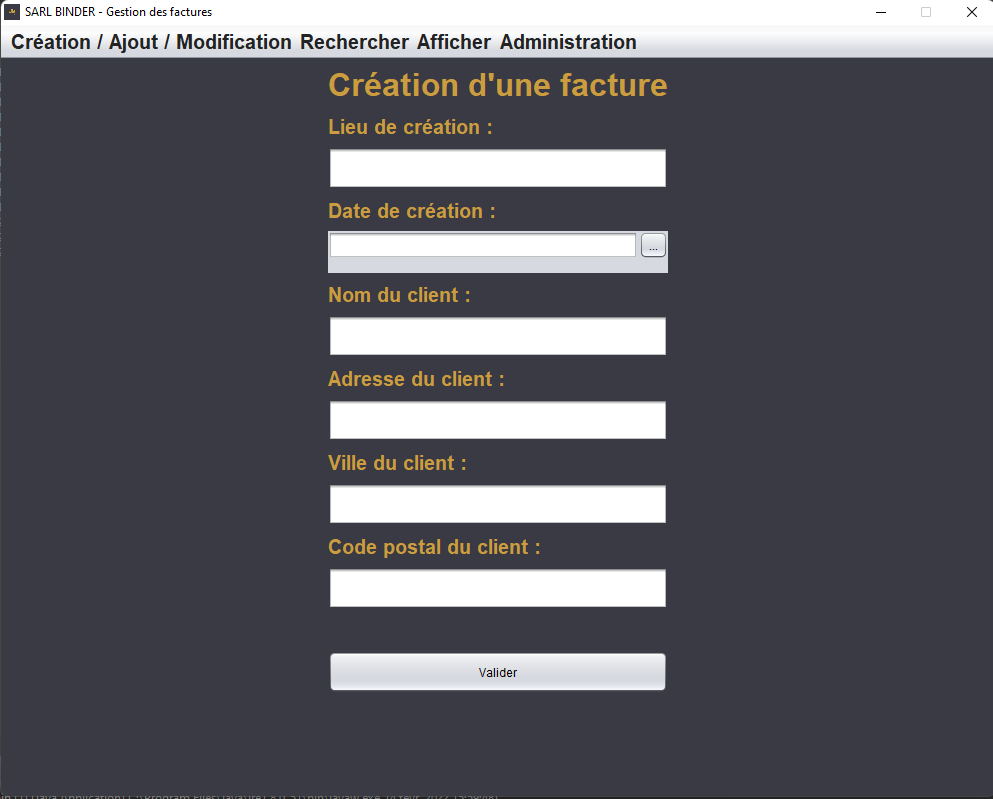 SARL BINDER - Gestion des factures
Création / Ajout / Modification Rechercher Afficher Administration
Création d'une facture
Lieu de création :
Date de création :
...
Nom du client :
Adresse du client :
Ville du client :
Code postal du client :
Valider